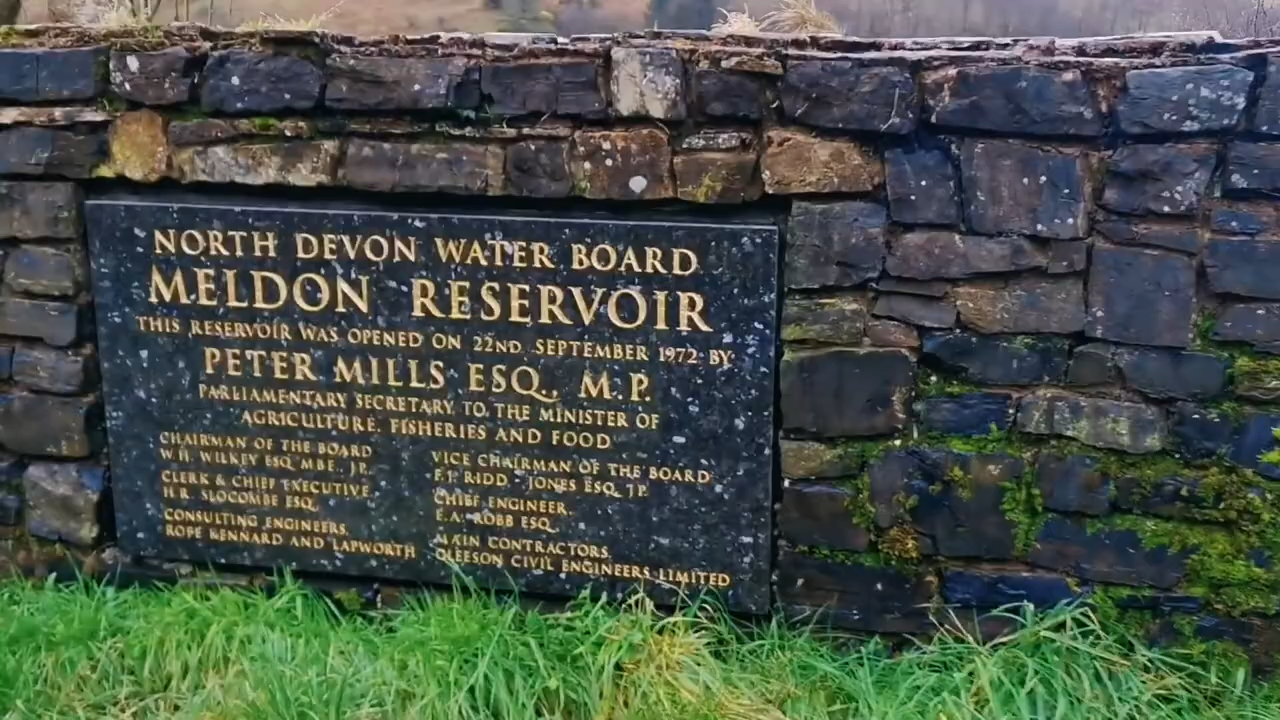 NORTH DEVON WATER BOARD
MELDON RESERVOIR
THIS RESERVOIR WAS OPENED ON 22ND. SEPTEMBER 1972 BY
PETER MILLS ESQ., M.P.
PARLIAMENTARY SECRETARY TO THE MINISTER OF
AGRICULTURE, FISHERIES AND FOOD
CHAIRMAN OF THE BOARD
W.H. WILKEY ESQ. MBE., J.P.
CLERK & CHIEF EXECUTIVE
H.R. SLOCOMBE ESQ.
CONSULTING ENGINEERS.
ROFE KENNARD AND LAPWORTH
VICE CHAIRMAN OF THE BOARD
F.J. RIDD - JONES ESQ. J.P.
CHIEF ENGINEER
E.A. ROBB ESQ.
MAIN CONTRACTORS.
GLEESON CIVIL ENGINEERS LIMITED